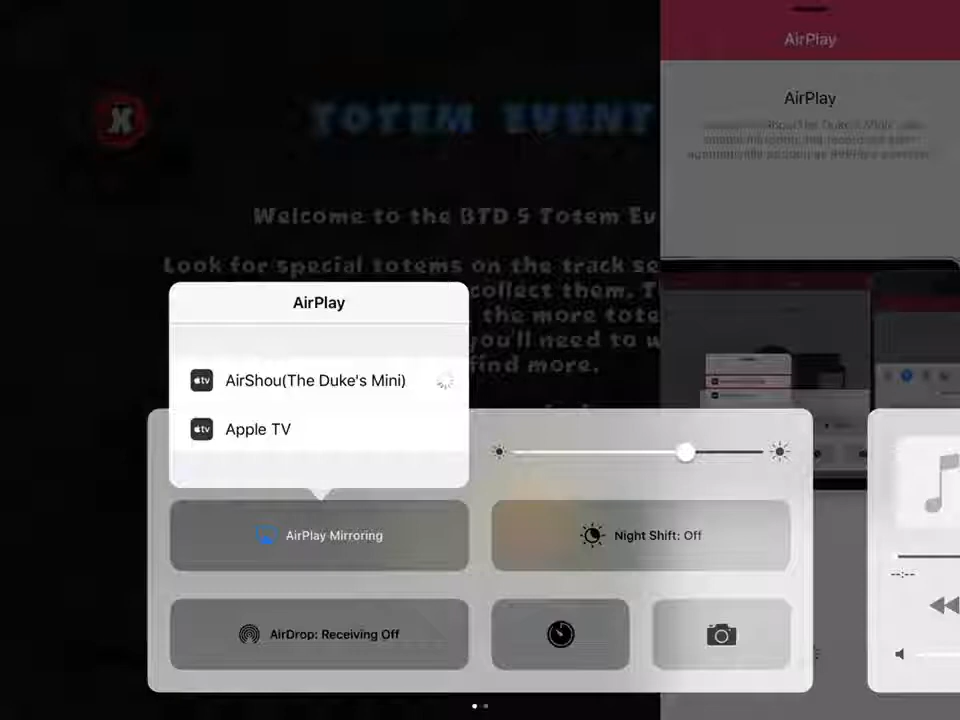 AirPlay
AirPlay
TOTEM EVENT
Welcome to the BTD 5 Totem Ev
Look for special totems on the track se
collect them. T
the more tote
you'll need to w
find more.
AirPlay
AirShou(The Duke's Mini)
Apple TV
AirPlay Mirroring
Night Shift: Off
AirDrop: Receiving Off
--:--